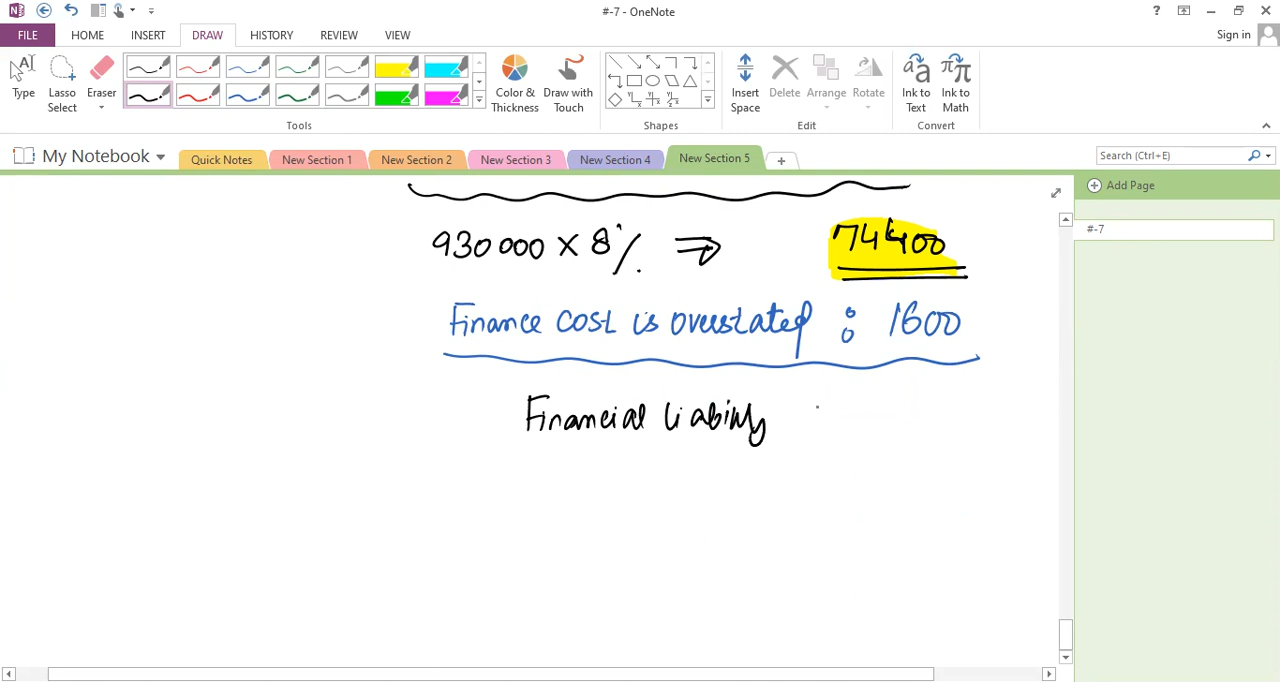 #-7 - OneNote
Sign in
FILE HOME INSERT DRAW HISTORY REVIEW VIEW
Type
Lasso Select
Eraser
Color & Thickness
Draw with Touch
Insert Space
Delete
Arrange
Rotate
Ink to Text
Ink to Math
Tools
Shapes
Edit
Convert
My Notebook
Quick Notes
New Section 1
New Section 2
New Section 3
New Section 4
New Section 5
Search (Ctrl+E)
Add Page
#-7
930000 × 8% ⇒ 74400
Finance cost is overstated : 1600
Financial liability